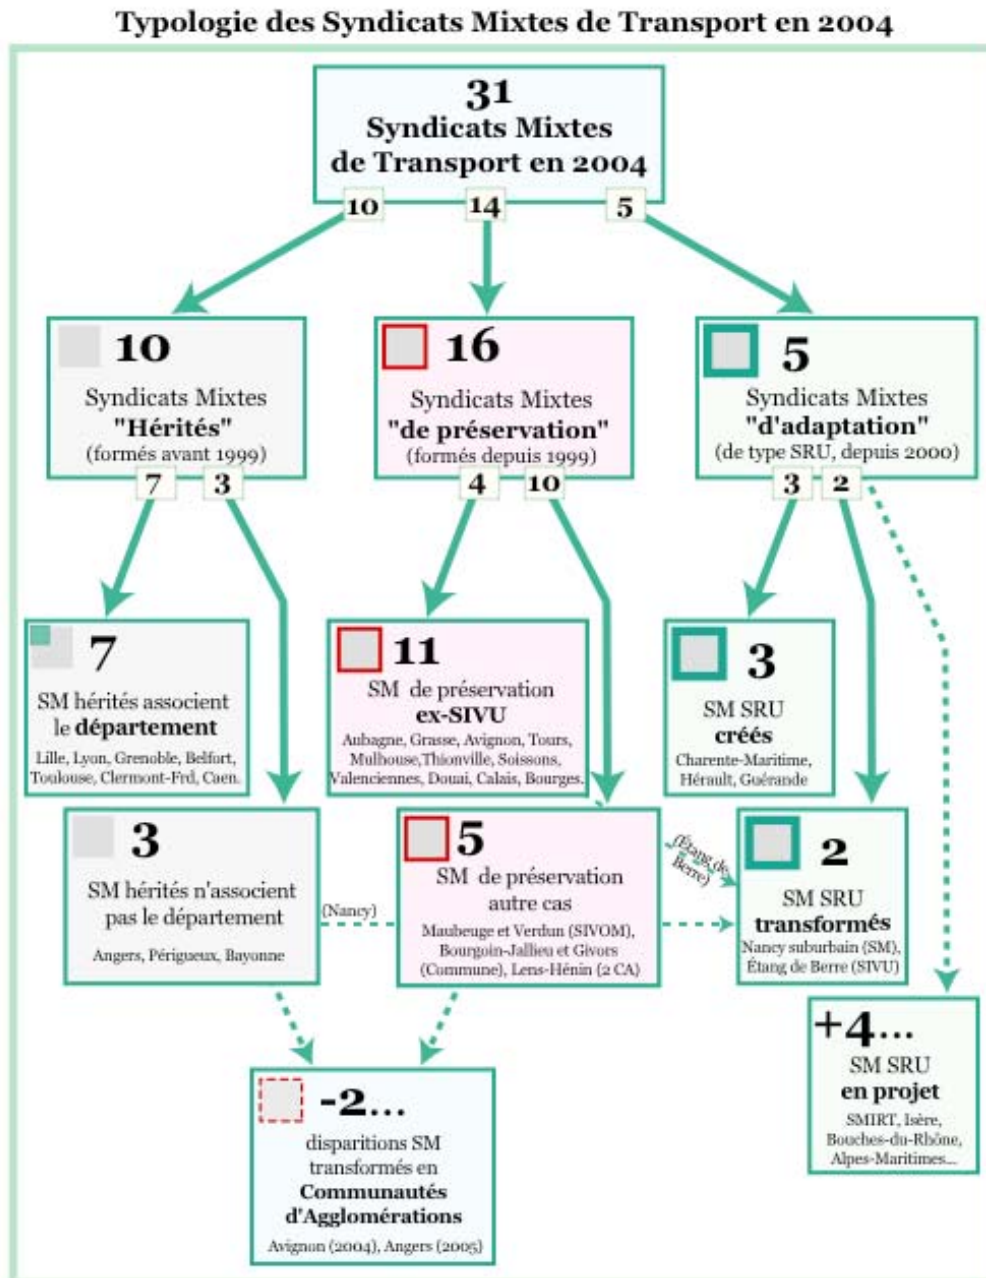 Typologie des Syndicats Mixtes de Transport en 2004
31
Syndicats Mixtes
de Transport en 2004
10
14
5
10
Syndicats Mixtes
"Hérités"
(formés avant 1999)
7
3
16
Syndicats Mixtes
"de préservation"
(formés depuis 1999)
4
10
5
Syndicats Mixtes
"d'adaptation"
(de type SRU, depuis 2000)
3
2
7
SM hérités associent
le département
Lille, Lyon, Grenoble, Belfort,
Toulouse, Clermont-Frd, Caen.
11
SM de préservation
ex-SIVU
Aubagne, Grasse, Avignon, Tours,
Mulhouse,Thionville, Soissons,
Valenciennes, Douai, Calais, Bourges.
3
SM SRU
créés
Charente-Maritime,
Hérault, Guérande
3
SM hérités n'associent
pas le département
Angers, Périgueux, Bayonne
(Nancy)
5
SM de préservation
autre cas
Maubeuge et Verdun (SIVOM),
Bourgoin-Jallieu et Givors
(Commune), Lens-Hénin (2 CA)
(Étang de
Berre)
2
SM SRU
transformés
Nancy suburbain (SM),
Étang de Berre (SIVU)
+4...
SM SRU
en projet
SMIRT, Isère,
Bouches-du-Rhône,
Alpes-Maritimes...
-2...
disparitions SM
transformés en
Communautés
d'Agglomérations
Avignon (2004), Angers (2005)